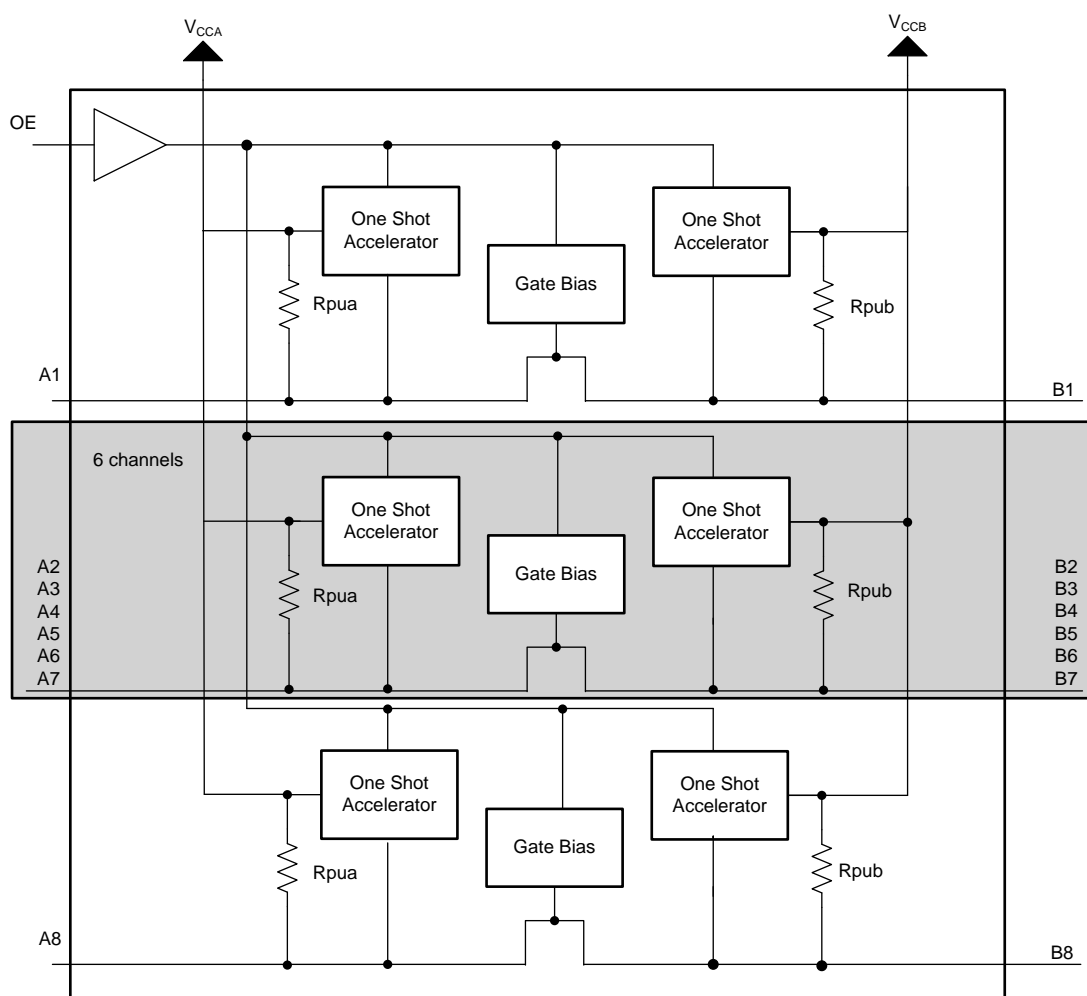 VCCA
VCCB
OE
One Shot
Accelerator
One Shot
Accelerator
Gate Bias
Rpua
Rpub
A1
B1
6 channels
One Shot
Accelerator
One Shot
Accelerator
Gate Bias
Rpua
Rpub
A2
A3
A4
A5
A6
A7
B2
B3
B4
B5
B6
B7
One Shot
Accelerator
One Shot
Accelerator
Gate Bias
Rpua
Rpub
A8
B8